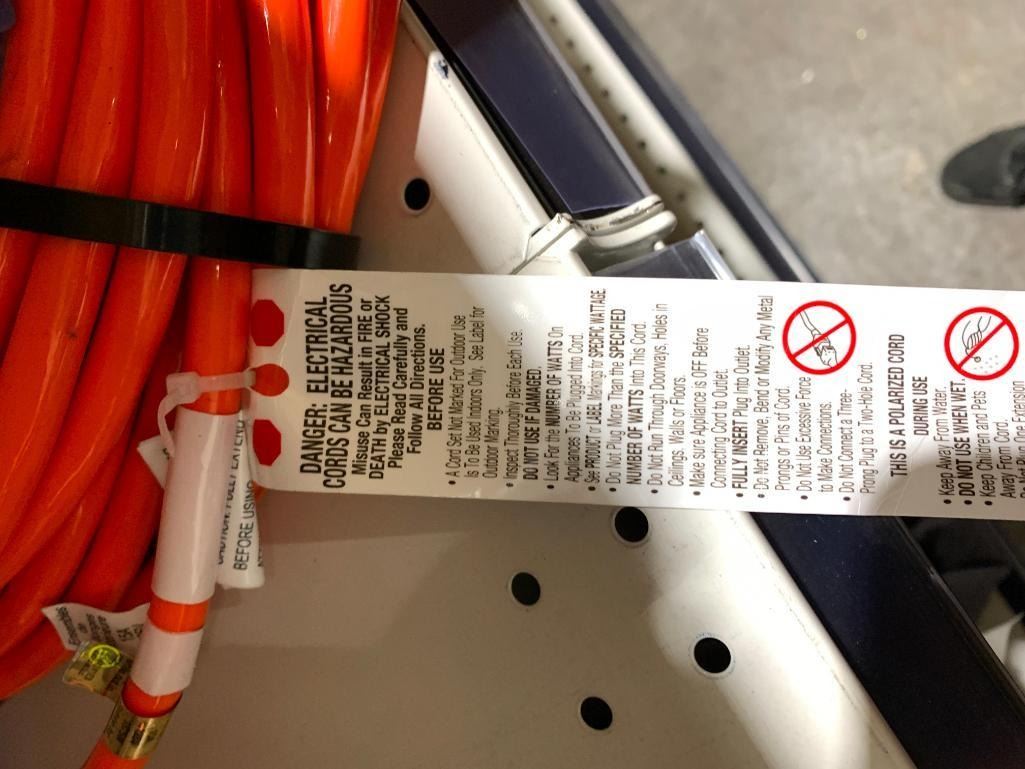 DANGER: ELECTRICAL
CORDS CAN BE HAZARDOUS
Misuse Can Result in FIRE or
DEATH by ELECTRICAL SHOCK
Please Read Carefully and
Follow All Directions.
BEFORE USE
• A Cord Set Not Marked For Outdoor Use
Is To Be Used Indoors Only. See Label for
Outdoor Marking.
• Inspect Thoroughly Before Each Use.
DO NOT USE IF DAMAGED.
• Look For the NUMBER OF WATTS On
Appliances To Be Plugged Into Cord.
• See PRODUCT or LABEL Markings for SPECIFIC WATTAGE.
• Do Not Plug More Than the SPECIFIED
NUMBER OF WATTS Into This Cord.
• Do Not Run Through Doorways, Holes in
Ceilings, Walls or Floors.
• Make sure Appliance is OFF Before
Connecting Cord to Outlet.
• FULLY INSERT Plug Into Outlet.
• Do Not Remove, Bend or Modify Any Metal
Prongs or Pins of Cord.
• Do Not Use Excessive Force
to Make Connections.
• Do Not Connect a Three-
Prong Plug to a Two-Hole Cord.
THIS IS A POLARIZED CORD
DURING USE
• Keep Away From Water.
• DO NOT USE WHEN WET.
• Keep Children and Pets
Away From Cord.
One Extension
CAUTION: FULLY EXTEND
BEFORE USING
Ensembles
de
15A